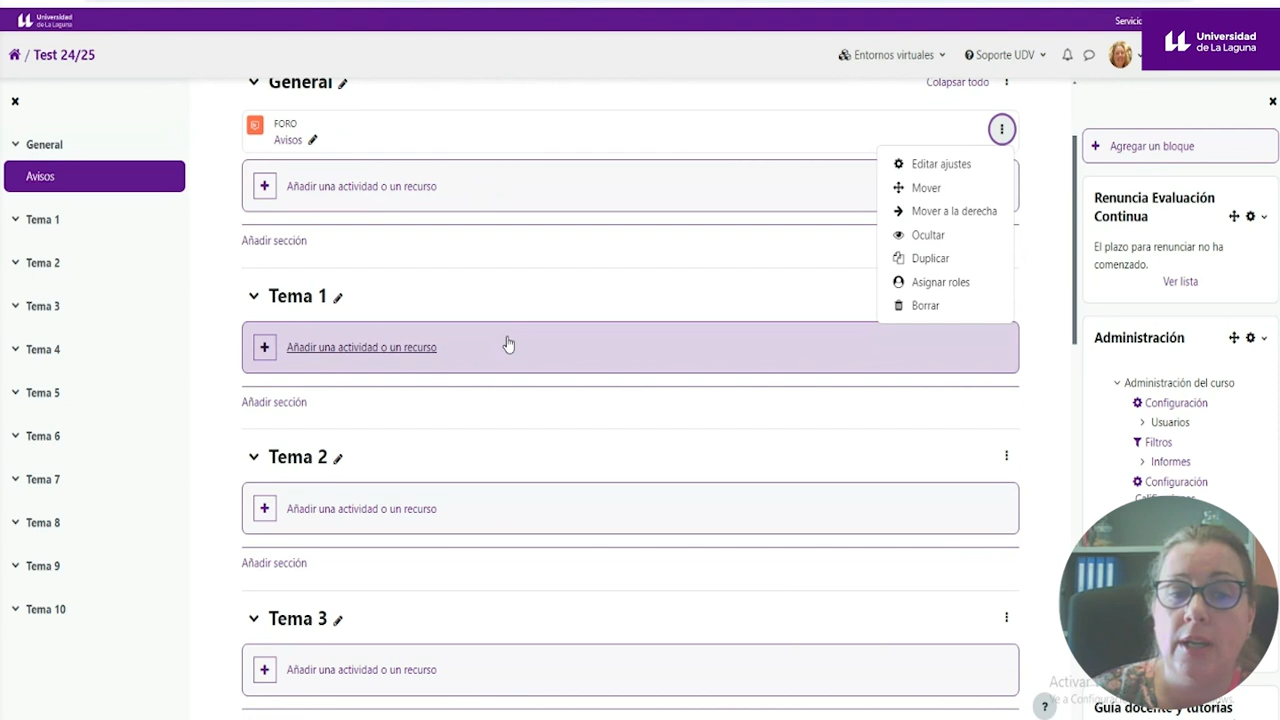 Universidad
de La Laguna
Servicio
Universidad
de La Laguna
/ Test 24/25
Entornos virtuales
Soporte UDV
General
Avisos
Tema 1
Tema 2
Tema 3
Tema 4
Tema 5
Tema 6
Tema 7
Tema 8
Tema 9
Tema 10
General
Colapsar todo
FORO
Avisos
Editar ajustes
Mover
Mover a la derecha
Ocultar
Duplicar
Asignar roles
Borrar
Añadir una actividad o un recurso
Añadir sección
Tema 1
Añadir una actividad o un recurso
Añadir sección
Tema 2
Añadir una actividad o un recurso
Añadir sección
Tema 3
Añadir una actividad o un recurso
Agregar un bloque
Renuncia Evaluación
Continua
El plazo para renunciar no ha
comenzado.
Ver lista
Administración
Administración del curso
Configuración
Usuarios
Filtros
Informes
Configuración
Calificaciones
Activar
Guía docente y tutorías
?